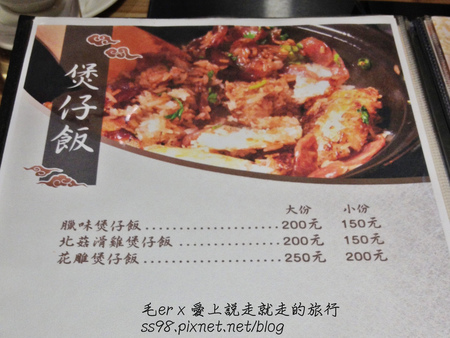 煲仔飯
大份 小份
臘味煲仔飯......................200元 150元
北菇滑雞煲仔飯................200元 150元
花雕煲仔飯......................250元 200元
毛er x 愛上說走就走的旅行
ss98.pixnet.net/blog